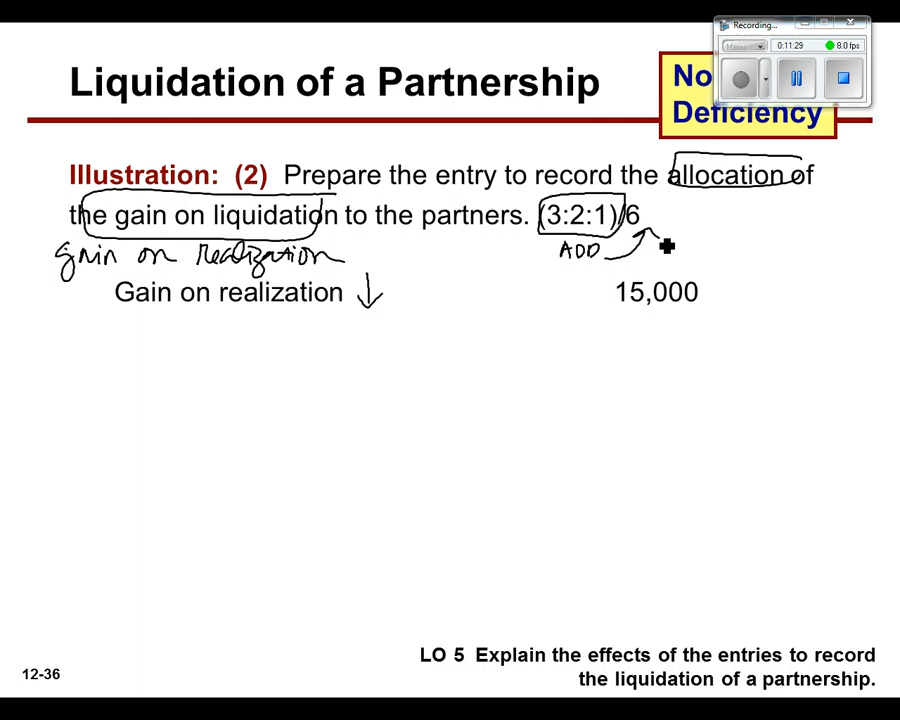 Recording...
0:11:29 8.0 fps
Liquidation of a Partnership
No
Deficiency
Illustration: (2) Prepare the entry to record the allocation of
the gain on liquidation to the partners. (3:2:1)/6
gain on realization ADD
Gain on realization 15,000
LO 5 Explain the effects of the entries to record
the liquidation of a partnership.
12-36